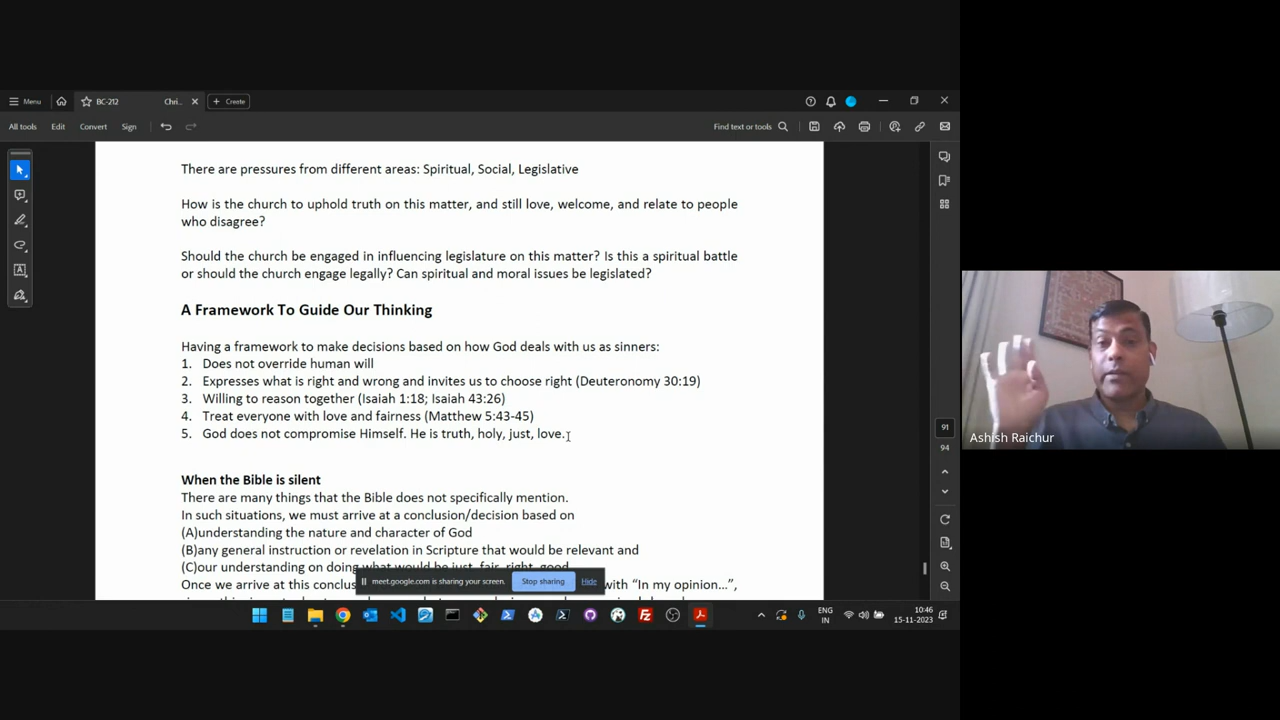 Menu
BC-212 Chri...
Create
All tools Edit Convert Sign
Find text or tools
There are pressures from different areas: Spiritual, Social, Legislative
How is the church to uphold truth on this matter, and still love, welcome, and relate to people
who disagree?
Should the church be engaged in influencing legislature on this matter? Is this a spiritual battle
or should the church engage legally? Can spiritual and moral issues be legislated?
A Framework To Guide Our Thinking
Having a framework to make decisions based on how God deals with us as sinners:
1. Does not override human will
2. Expresses what is right and wrong and invites us to choose right (Deuteronomy 30:19)
3. Willing to reason together (Isaiah 1:18; Isaiah 43:26)
4. Treat everyone with love and fairness (Matthew 5:43-45)
5. God does not compromise Himself. He is truth, holy, just, love.
When the Bible is silent
There are many things that the Bible does not specifically mention.
In such situations, we must arrive at a conclusion/decision based on
(A)understanding the nature and character of God
(B)any general instruction or revelation in Scripture that would be relevant and
(C)our understanding on doing what would be just, fair, right, good
Once we arrive at this conclus with “In my opinion...”,
meet.google.com is sharing your screen. Stop sharing Hide
91
94
Ashish Raichur
ENG
IN
10:46
15-11-2023